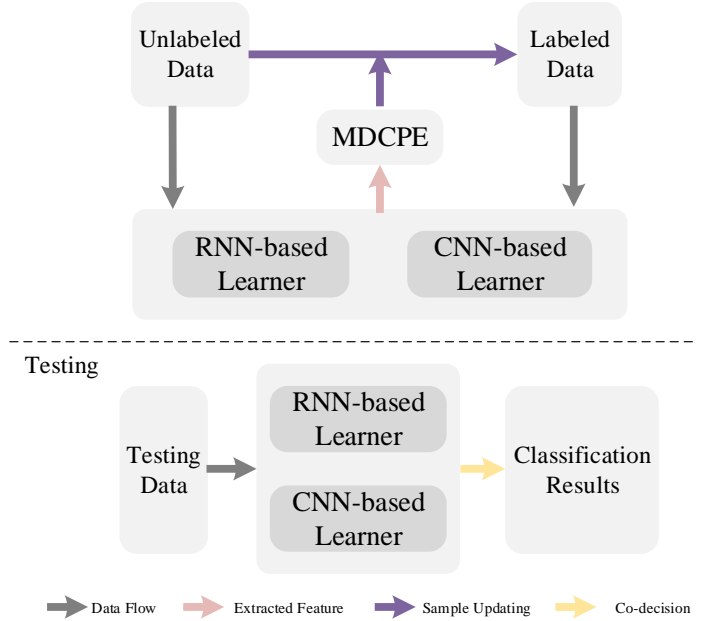 Unlabeled
Data
Labeled
Data
MDCPE
RNN-based
Learner
CNN-based
Learner
Testing
Testing
Data
RNN-based
Learner
CNN-based
Learner
Classification
Results
Data Flow
Extracted Feature
Sample Updating
Co-decision